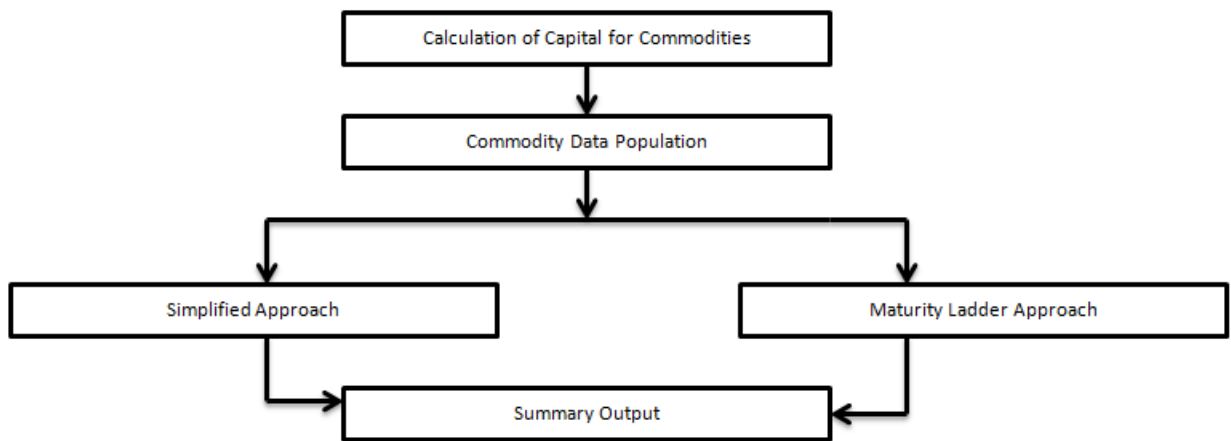 Calculation of Capital for Commodities
Commodity Data Population
Simplified Approach
Maturity Ladder Approach
Summary Output